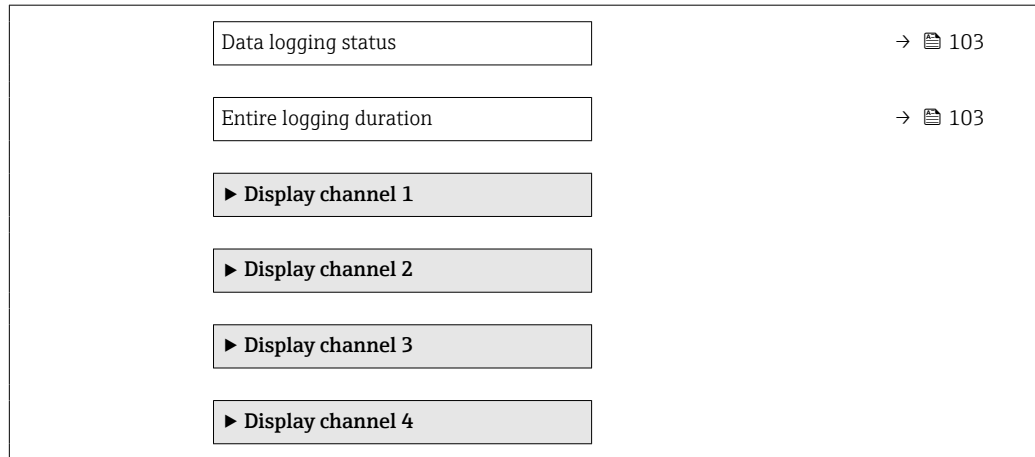 Data logging status → 103
Entire logging duration → 103
▶ Display channel 1
▶ Display channel 2
▶ Display channel 3
▶ Display channel 4